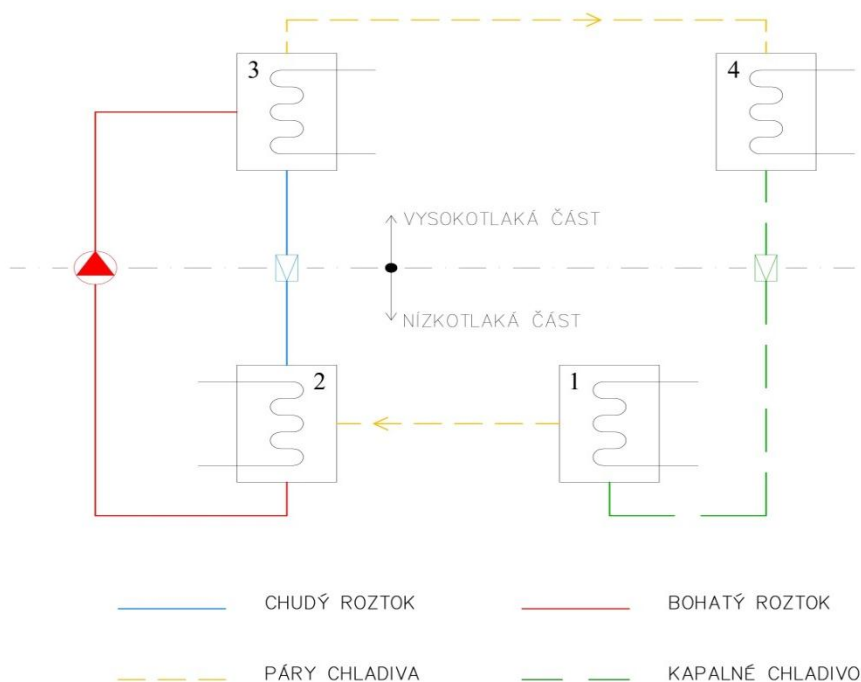 3
4
VYSOKOTLAKÁ ČÁST
NÍZKOTLAKÁ ČÁST
2
1
CHUDÝ ROZTOK
BOHATÝ ROZTOK
PÁRY CHLADIVA
KAPALNÉ CHLADIVO